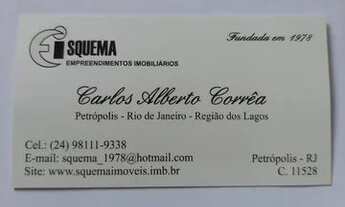 SQUEMA
EMPREENDIMENTOS IMOBILIÁRIOS
Fundada em 1978
Carlos Alberto Corrêa
Petrópolis - Rio de Janeiro - Região dos Lagos
Cel.: (24) 98111-9338
E-mail: squema_1978@hotmail.com
Site: www.squemaimoveis.imb.br
Petrópolis - RJ
C. 11528